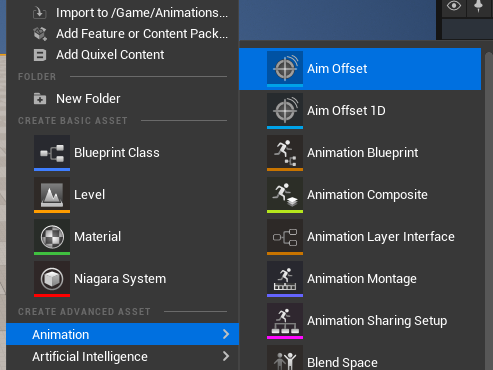 Import to /Game/Animations...
Add Feature or Content Pack...
Add Quixel Content
FOLDER
New Folder
CREATE BASIC ASSET
Blueprint Class
Level
Material
Niagara System
CREATE ADVANCED ASSET
Animation
Artificial Intelligence
Aim Offset
Aim Offset 1D
Animation Blueprint
Animation Composite
Animation Layer Interface
Animation Montage
Animation Sharing Setup
Blend Space